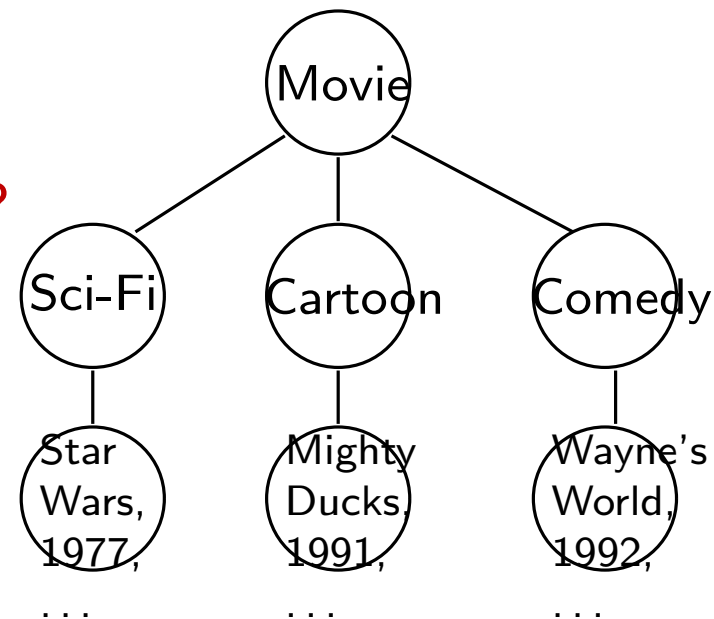 Movie
?
Sci-Fi
Cartoon
Comedy
Star
Wars,
1977,
...
Mighty
Ducks,
1991,
...
Wayne's
World,
1992,
...